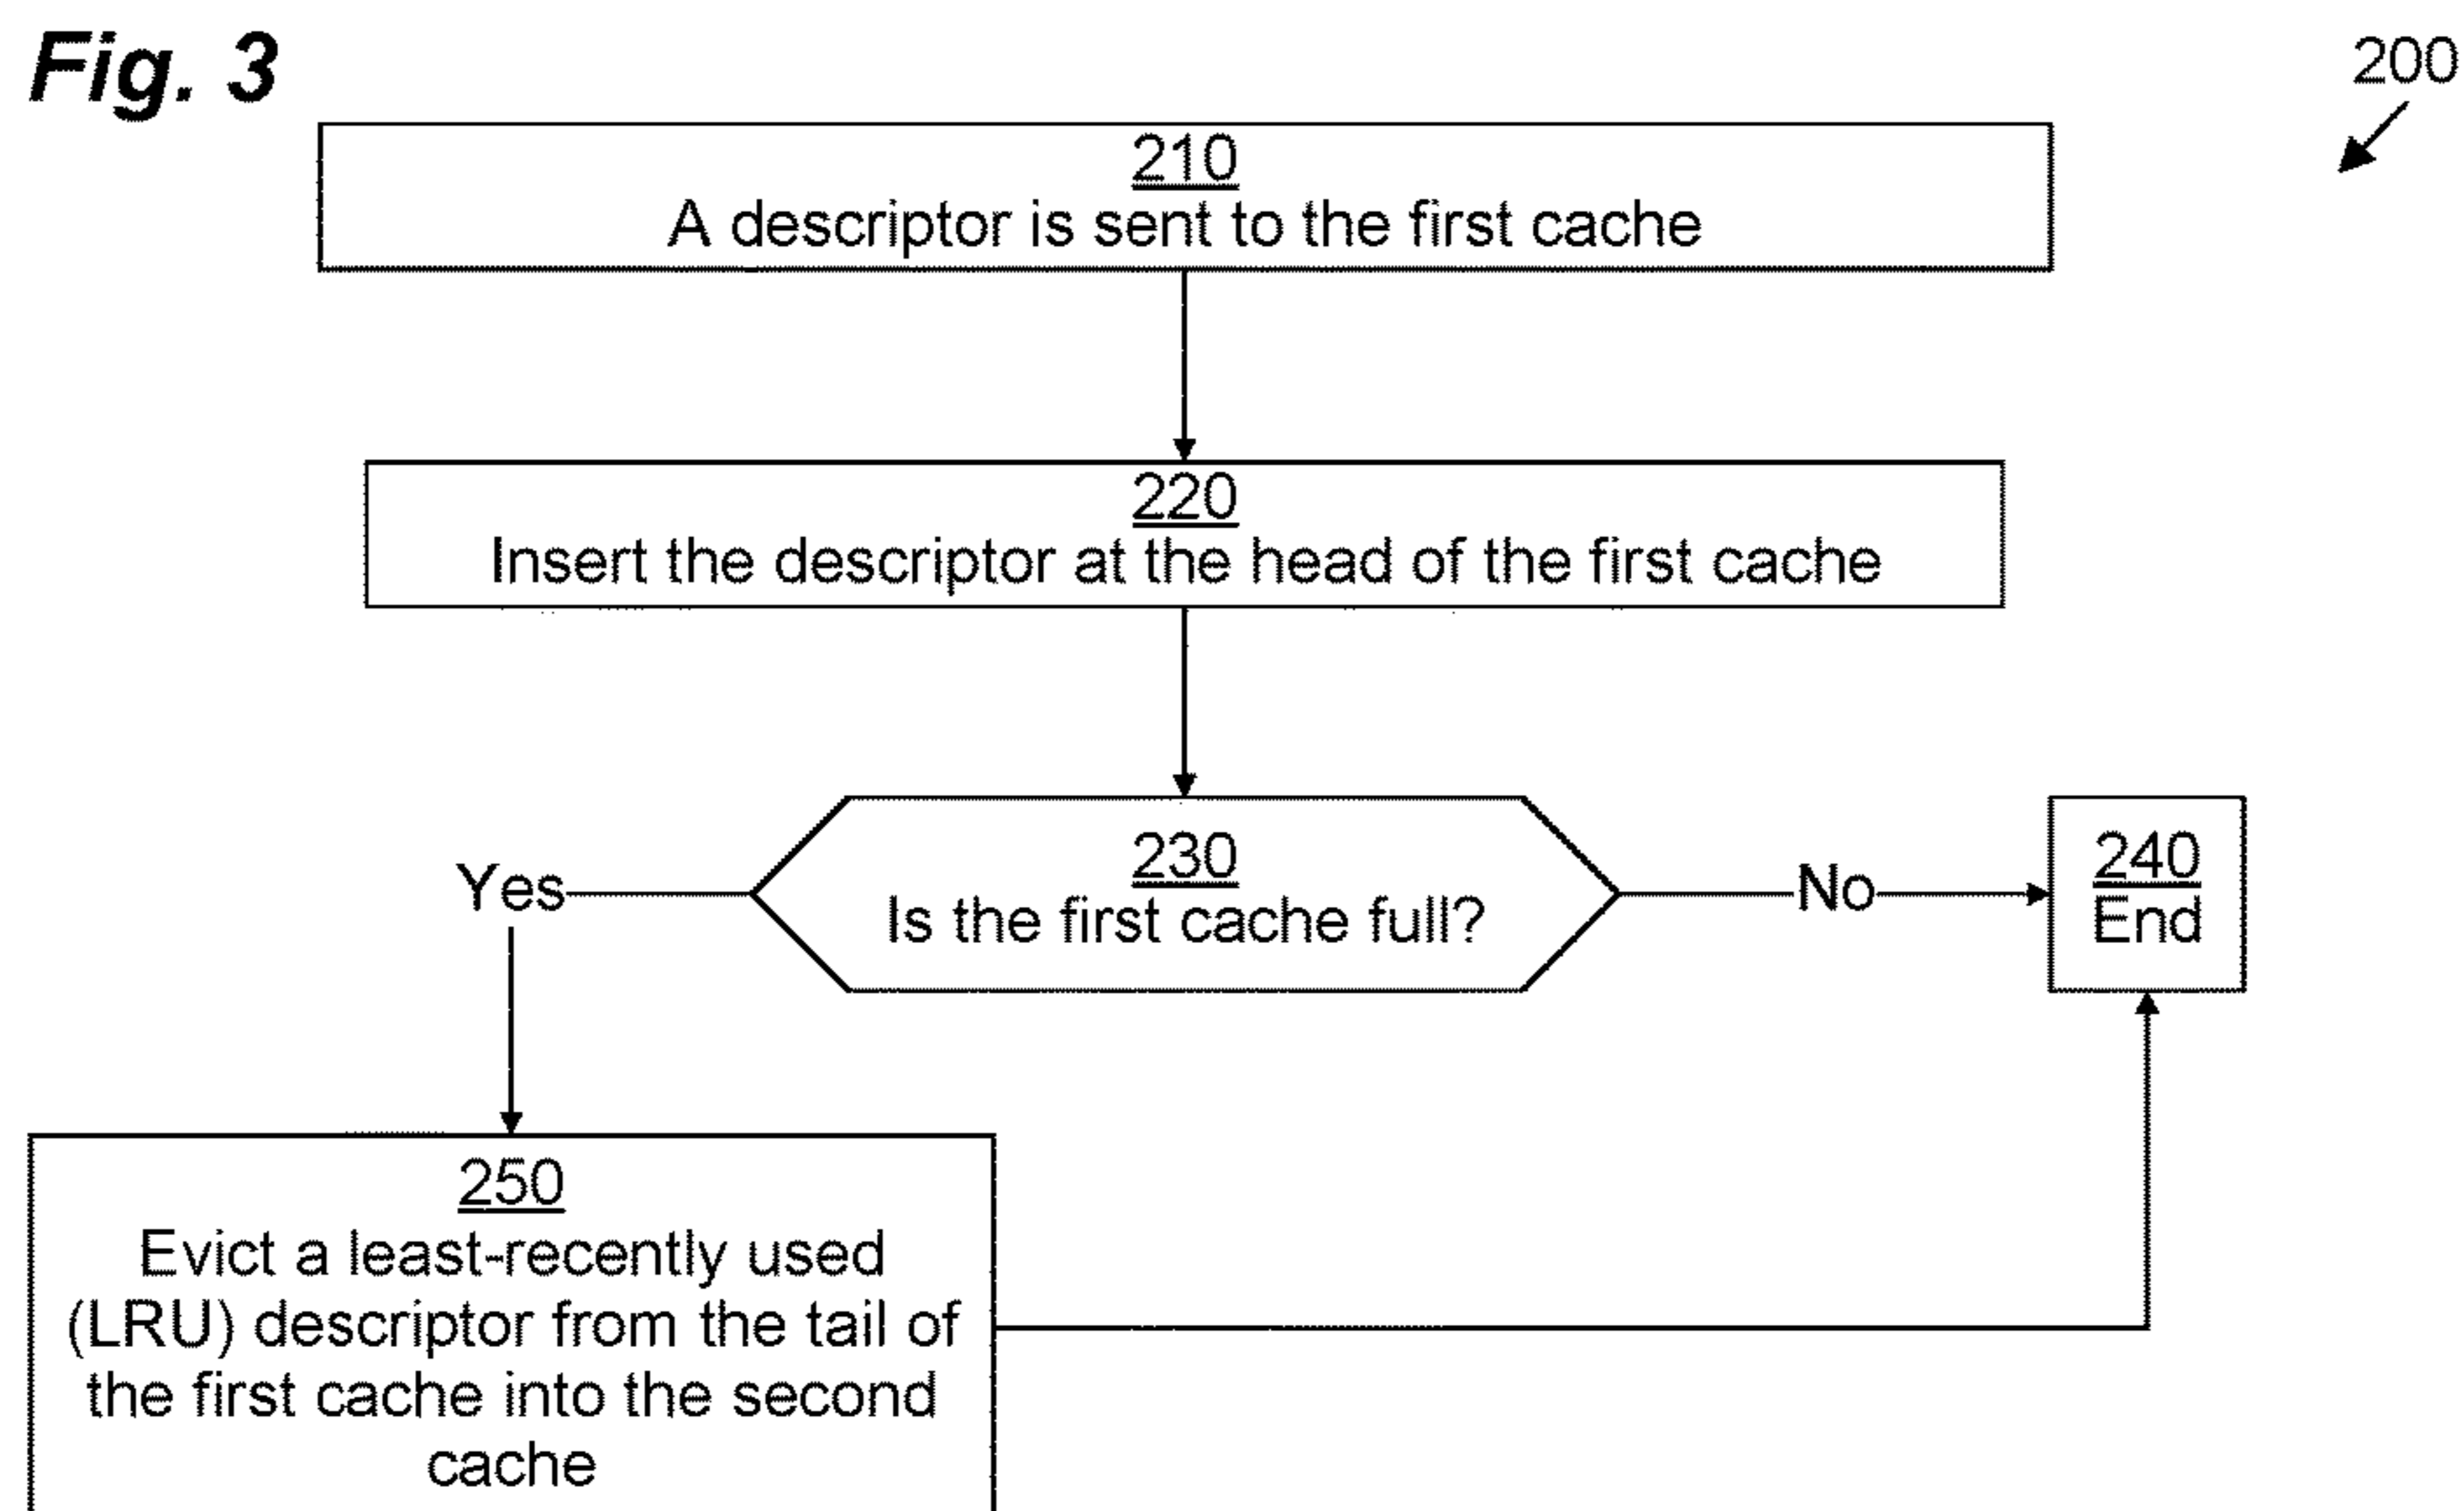 Fig. 3
200
210
A descriptor is sent to the first cache
220
Insert the descriptor at the head of the first cache
230
Is the first cache full?
Yes
No
240
End
250
Evict a least-recently used
(LRU) descriptor from the tail of
the first cache into the second
cache